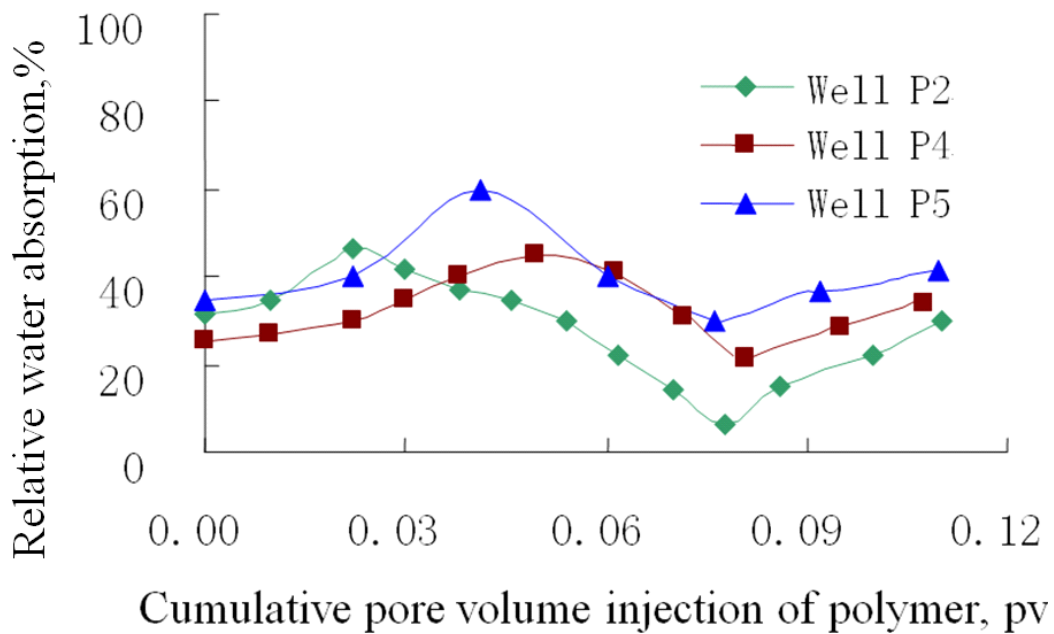 Relative water absorption,%
100
80
60
40
20
0
Well P2
Well P4
Well P5
0.00 0.03 0.06 0.09 0.12
Cumulative pore volume injection of polymer, pv